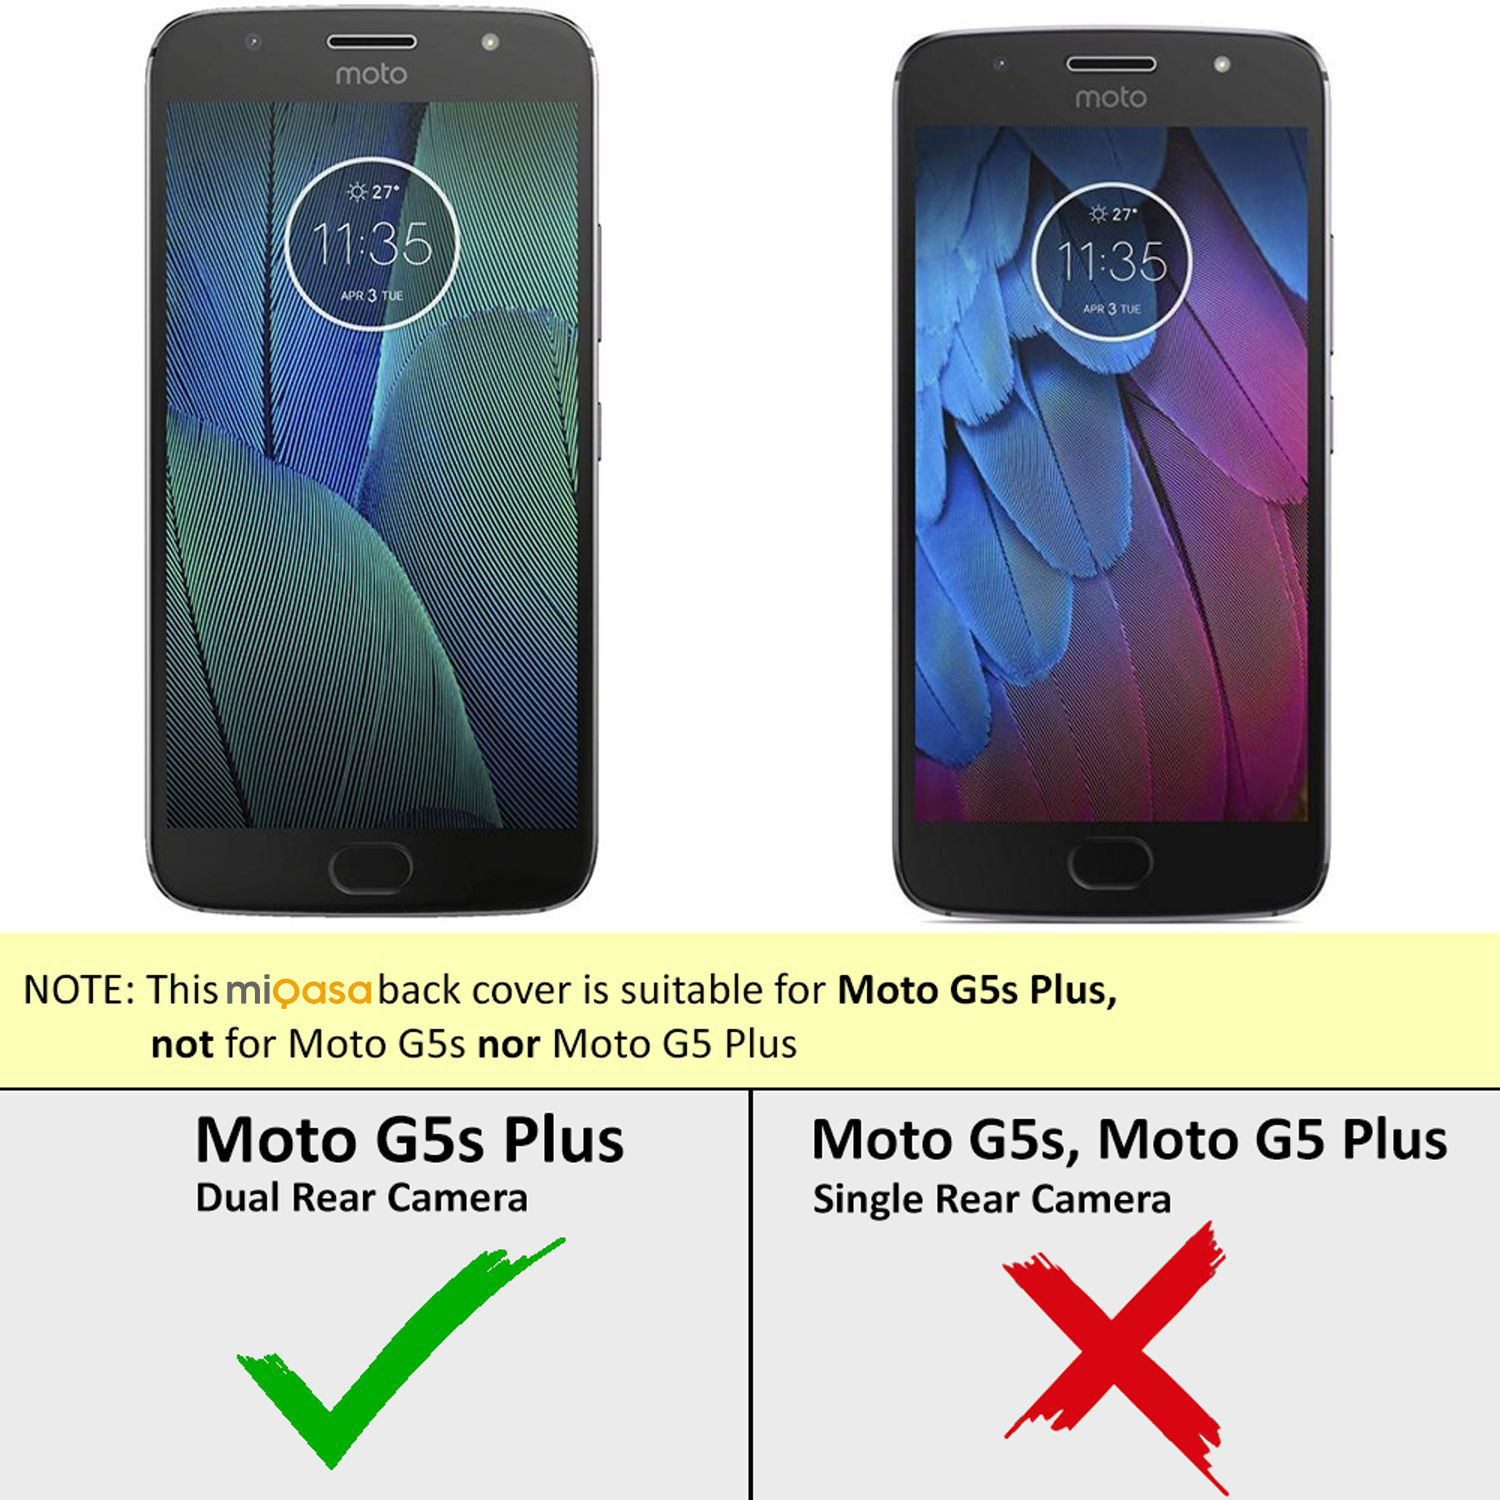 moto
27°
11:35
APR 3 TUE
moto
27°
11:35
APR 3 TUE
NOTE: This miQasa back cover is suitable for Moto G5s Plus,
not for Moto G5s nor Moto G5 Plus
Moto G5s Plus
Dual Rear Camera
Moto G5s, Moto G5 Plus
Single Rear Camera